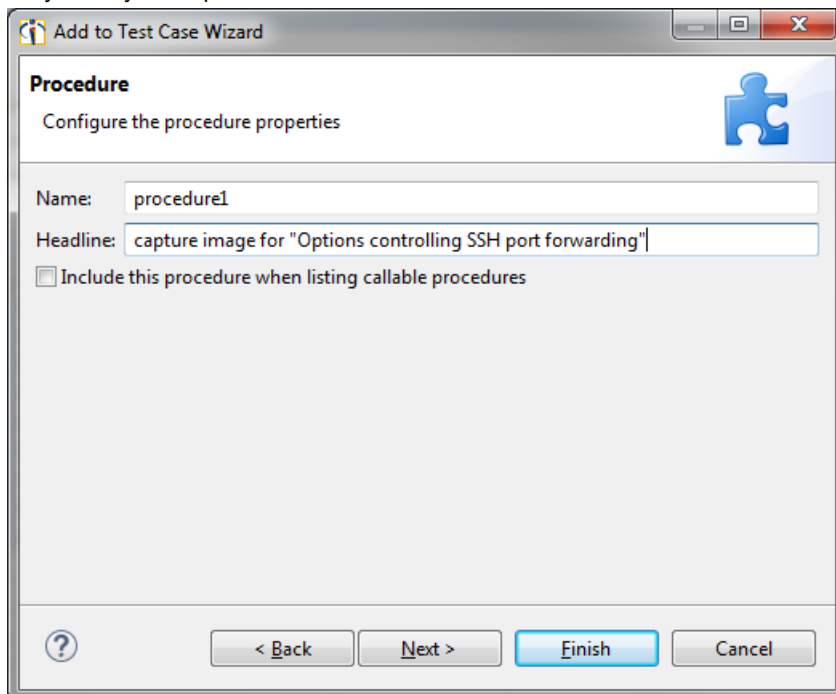 Add to Test Case Wizard
Procedure
Configure the procedure properties
Name: procedure1
Headline: capture image for "Options controlling SSH port forwarding"
Include this procedure when listing callable procedures
< Back Next > Finish Cancel